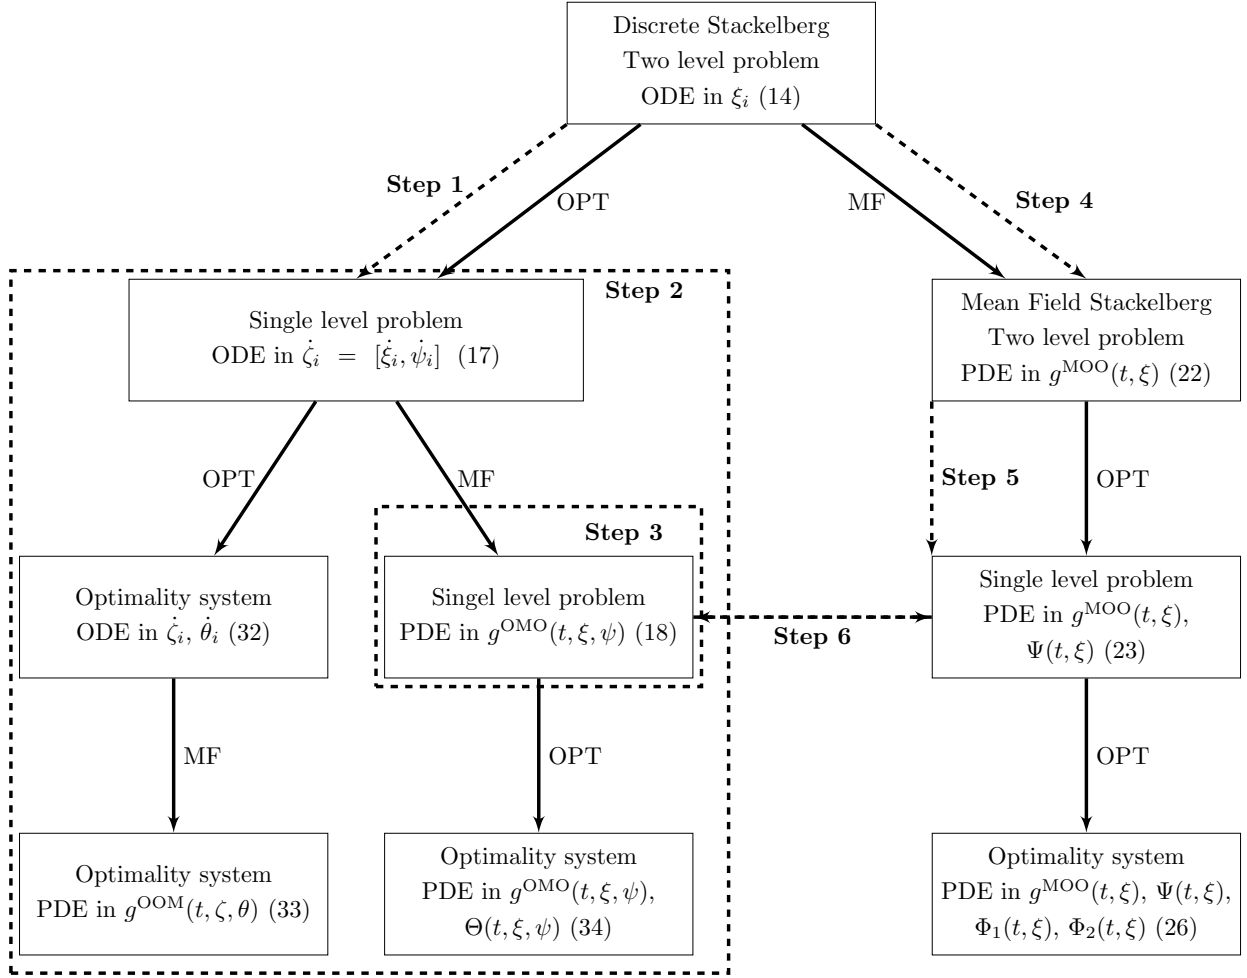 Discrete Stackelberg
Two level problem
ODE in ξ_i (14)
Step 1
OPT
MF
Step 4
Step 2
Single level problem
ODE in ζ̇_i = [ξ̇_i, ψ̇_i] (17)
Mean Field Stackelberg
Two level problem
PDE in g^MOO(t, ξ) (22)
OPT
MF
Step 5
OPT
Step 3
Optimality system
ODE in ζ̇_i, θ̇_i (32)
Singel level problem
PDE in g^OMO(t, ξ, ψ) (18)
Step 6
Single level problem
PDE in g^MOO(t, ξ),
Ψ(t, ξ) (23)
MF
OPT
OPT
Optimality system
PDE in g^OOM(t, ζ, θ) (33)
Optimality system
PDE in g^OMO(t, ξ, ψ),
Θ(t, ξ, ψ) (34)
Optimality system
PDE in g^MOO(t, ξ), Ψ(t, ξ),
Φ_1(t, ξ), Φ_2(t, ξ) (26)